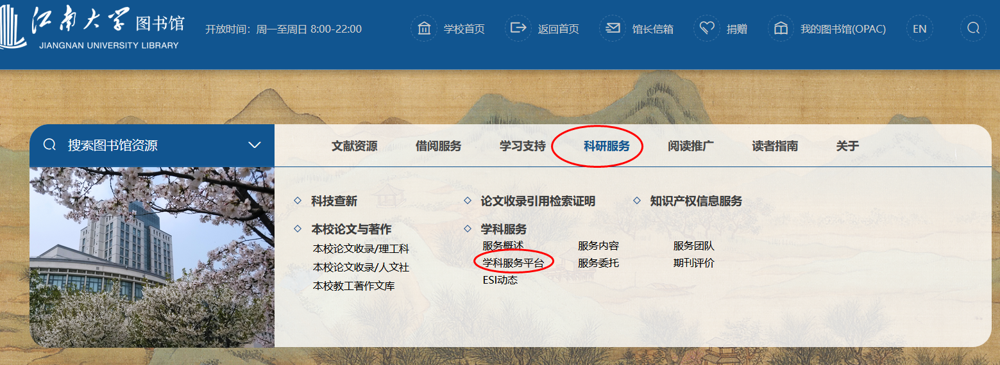 江南大学 图书馆
JIANGNAN UNIVERSITY LIBRARY
开放时间：周一至周日 8:00-22:00
学校首页
返回首页
馆长信箱
捐赠
我的图书馆(OPAC)
EN
搜索图书馆资源
文献资源 借阅服务 学习支持 科研服务 阅读推广 读者指南 关于
科技查新 论文收录引用检索证明 知识产权信息服务
本校论文与著作
本校论文收录/理工科
本校论文收录/人文社
本校教工著作文库
学科服务
服务概述 服务内容 服务团队
学科服务平台 服务委托 期刊评价
ESI动态